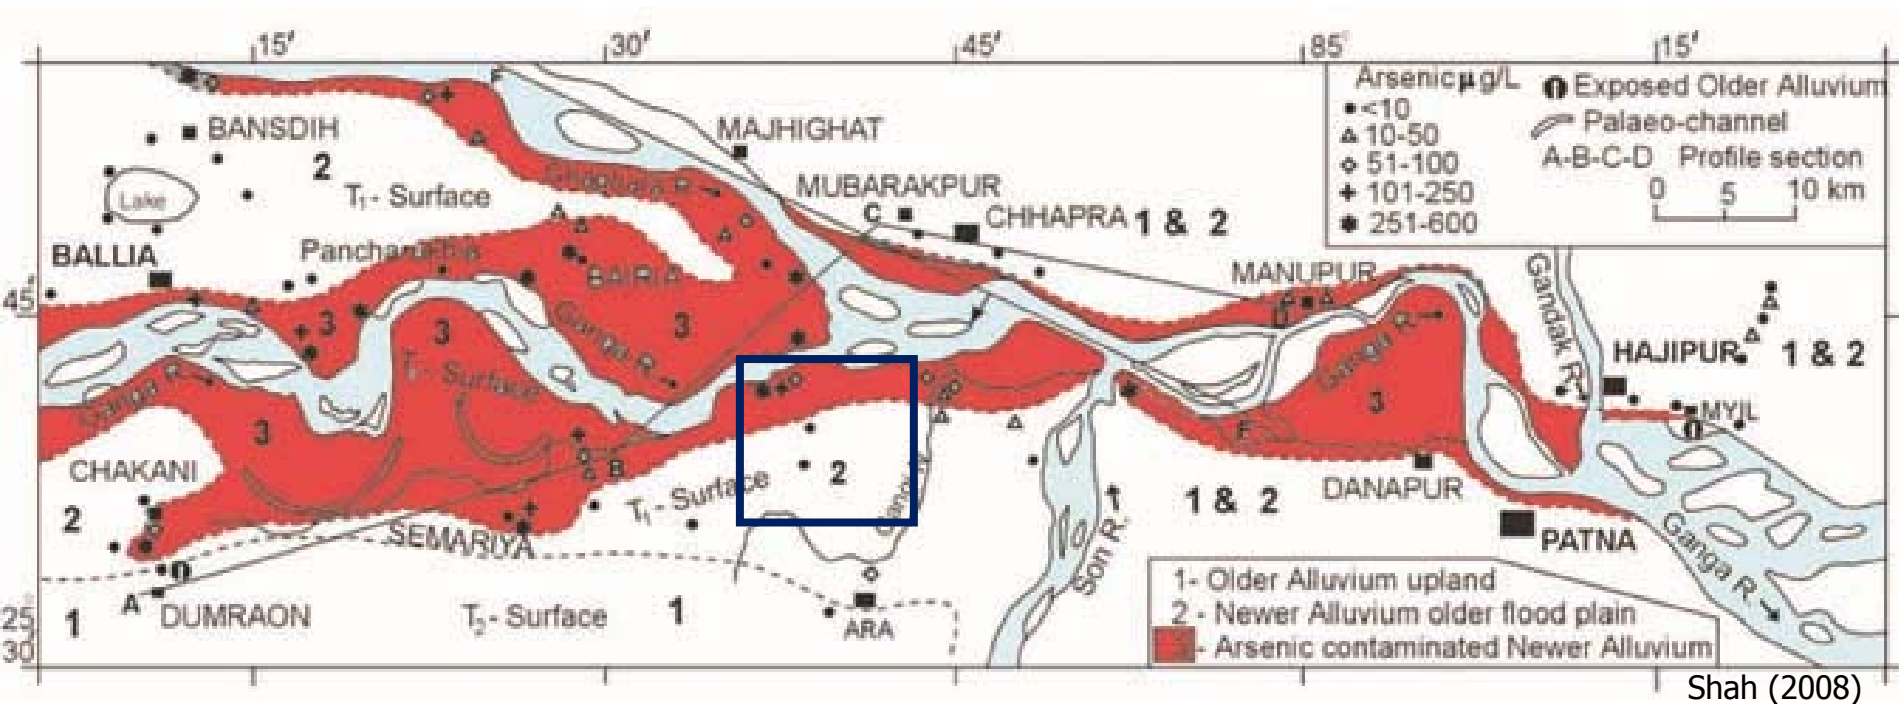 15′ 30′ 45′ 85° 15′
Arsenic µg/L
<10
10-50
51-100
101-250
251-600
Exposed Older Alluvium
Palaeo-channel
A-B-C-D Profile section
0 5 10 km
BANSDIH
2
T₁- Surface
Lake
BALLIA
MAJHIGHAT
Ghaghara R.
MUBARAKPUR
C
CHHAPRA 1 & 2
BAIRIA
45′
3
3
3
Ganga R.
T₀- Surface
MANUPUR
D
Ganga R.
3
Gandak R.
HAJIPUR
1 & 2
MYJL
Ganga R.
3
CHAKANI
2
B
T₁- Surface
2
SEMARIYA
E
DANAPUR
1
1 & 2
Son R.
PATNA
Ganga R.
A
DUMRAON
1
T₂- Surface
1
ARA
25°
30′
1- Older Alluvium upland
2 - Newer Alluvium older flood plain
3 - Arsenic contaminated Newer Alluvium
Shah (2008)